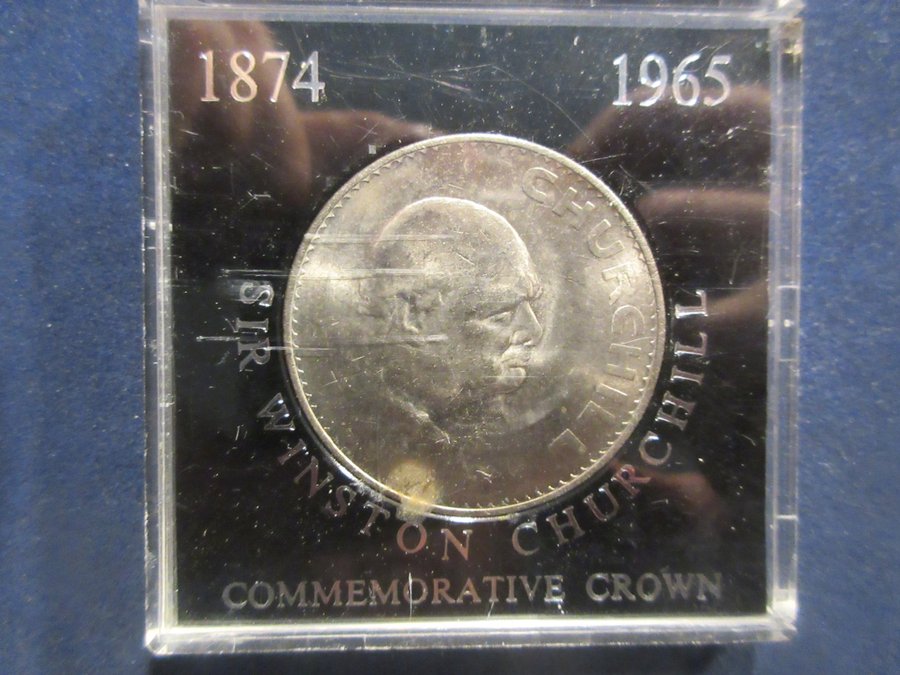 1874 1965
CHURCHILL
SIR WINSTON CHURCHILL
COMMEMORATIVE CROWN